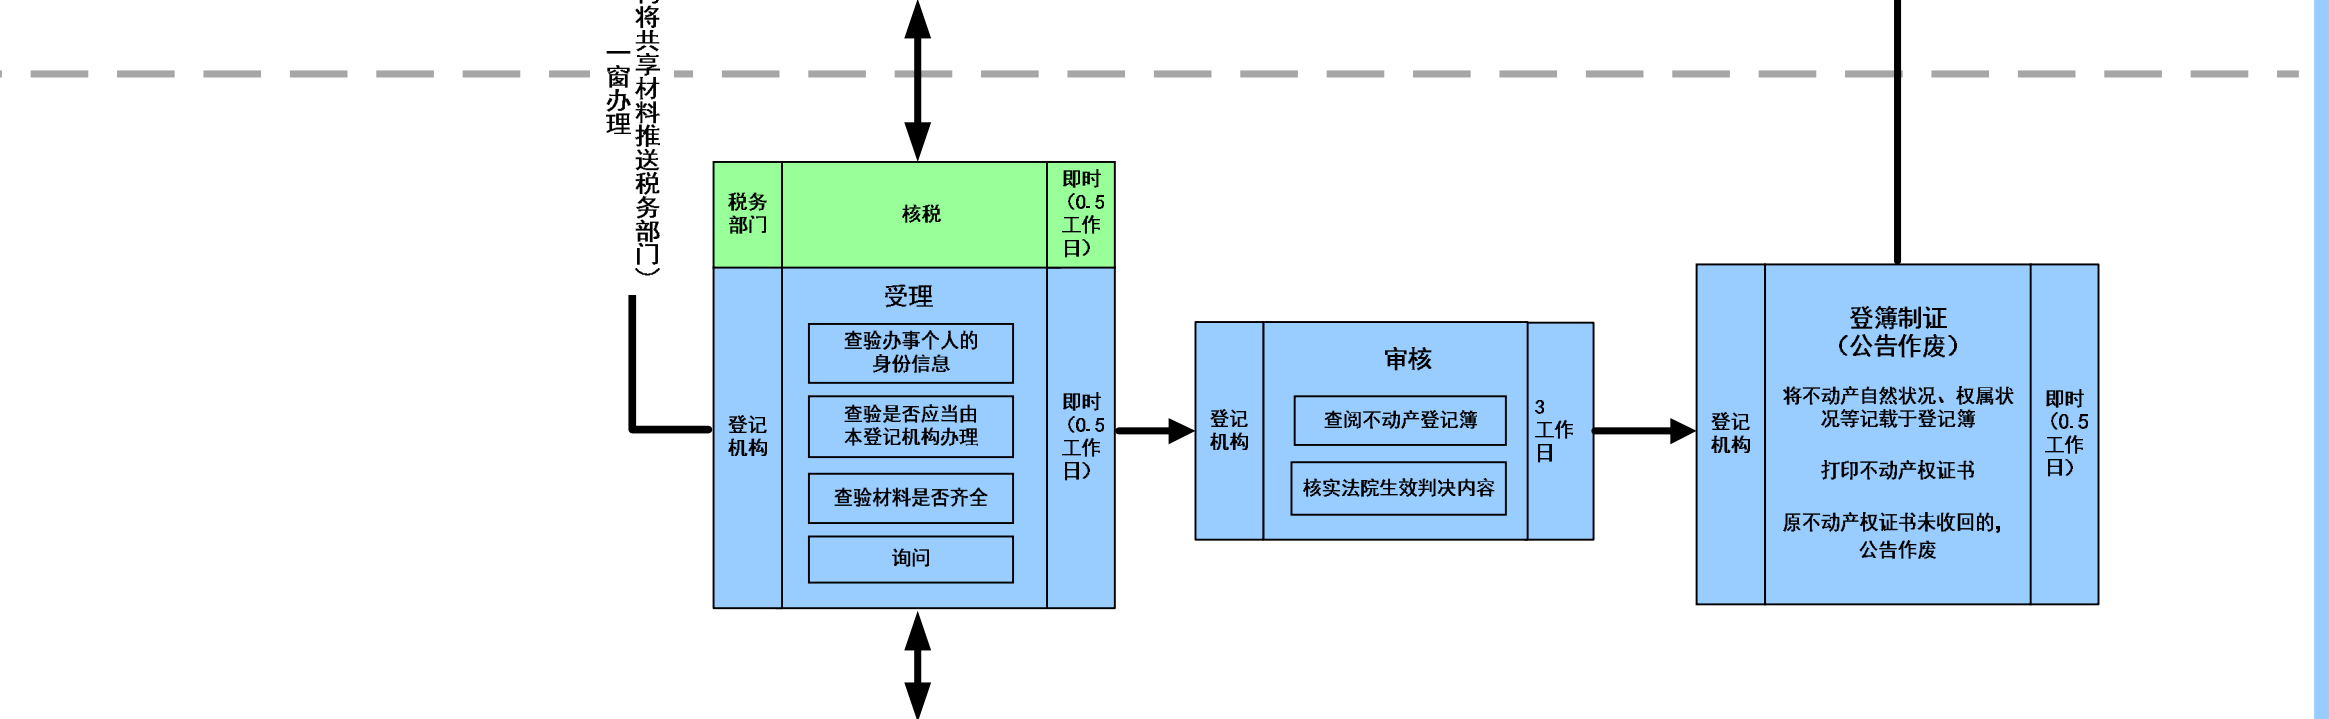 一窗办理
将共享材料推送税务部门）
税务
部门
核税
即时
（0.5
工作
日）
登记
机构
受理
查验办事个人的
身份信息
查验是否应当由
本登记机构办理
查验材料是否齐全
询问
即时
（0.5
工作
日）
登记
机构
审核
查阅不动产登记簿
核实法院生效判决内容
3
工作
日
登记
机构
登簿制证
（公告作废）
将不动产自然状况、权属状
况等记载于登记簿
打印不动产权证书
原不动产权证书未收回的，
公告作废
即时
（0.5
工作
日）